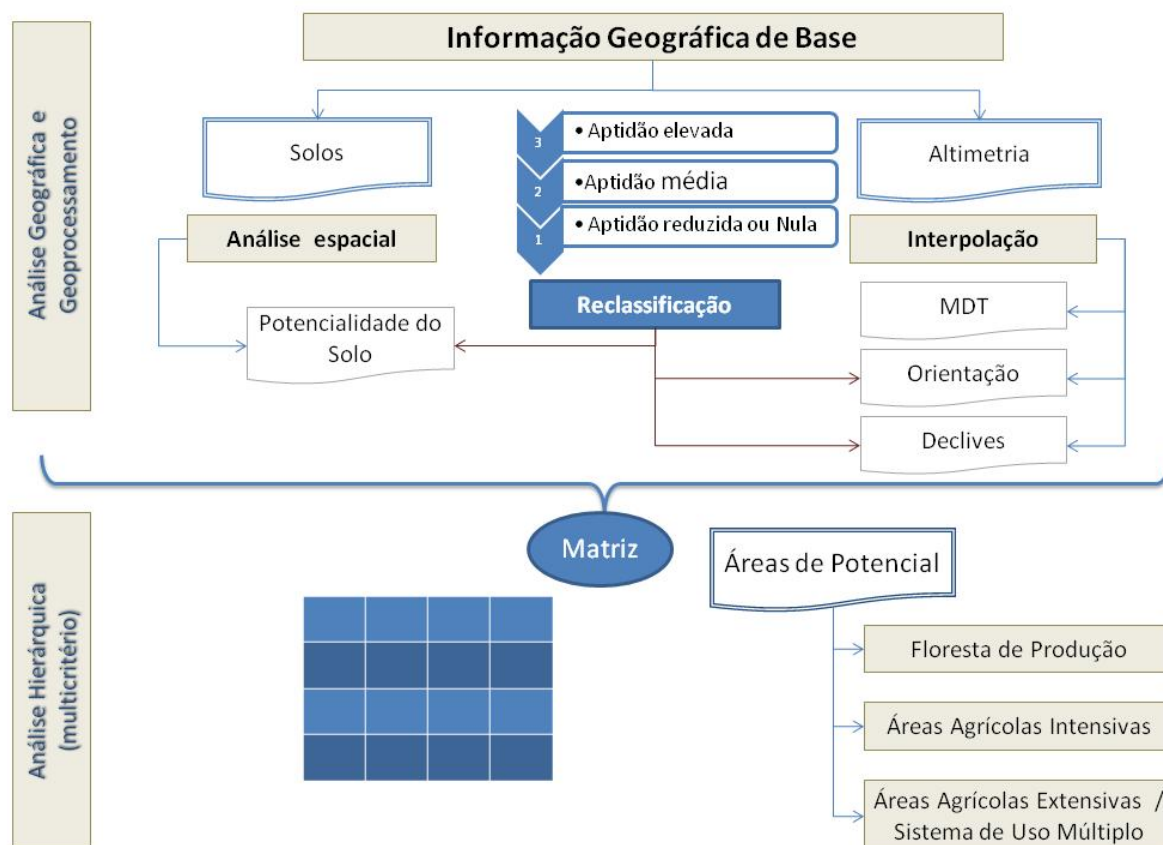 Análise Geográfica e
Geoprocessamento
Informação Geográfica de Base
Solos
3
• Aptidão elevada
2
•Aptidão média
1
• Aptidão reduzida ou Nula
Altimetria
Análise espacial
Interpolação
Reclassificação
Potencialidade do
Solo
MDT
Orientação
Declives
Análise Hierárquica
(multicritério)
Matriz
Áreas de Potencial
Floresta de Produção
Áreas Agrícolas Intensivas
Áreas Agrícolas Extensivas /
Sistema de Uso Múltiplo